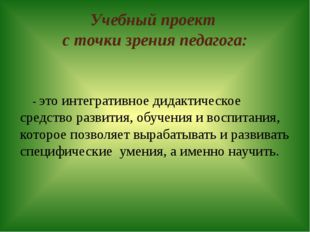 Учебный проект
с точки зрения педагога:
- это интегративное дидактическое
средство развития, обучения и воспитания,
которое позволяет вырабатывать и развивать
специфические умения, а именно научить.